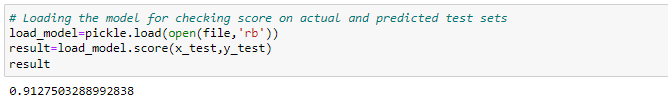 # Loading the model for checking score on actual and predicted test sets
load_model=pickle.load(open(file,'rb'))
result=load_model.score(x_test,y_test)
result
0.9127503288992838